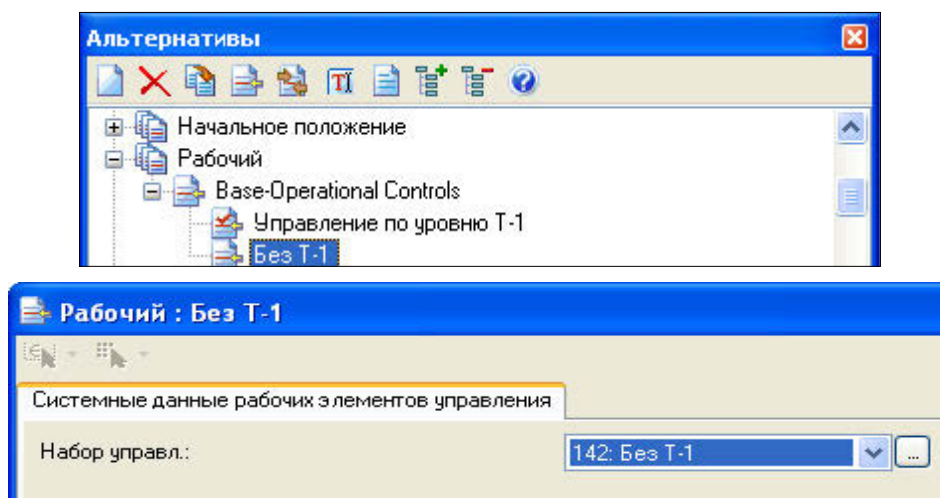 Альтернативы
Начальное положение
Рабочий
Base-Operational Controls
Управление по уровню Т-1
Без Т-1
Рабочий : Без Т-1
Системные данные рабочих элементов управления
Набор управл.:
142: Без Т-1
...